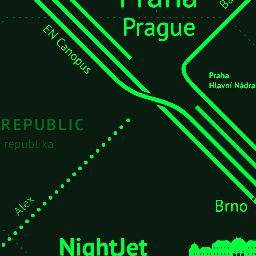 Praha
Prague
EN Canopus
Praha
Hlavní Nádra
REPUBLIC
republika
Alex
Brno
NightJet